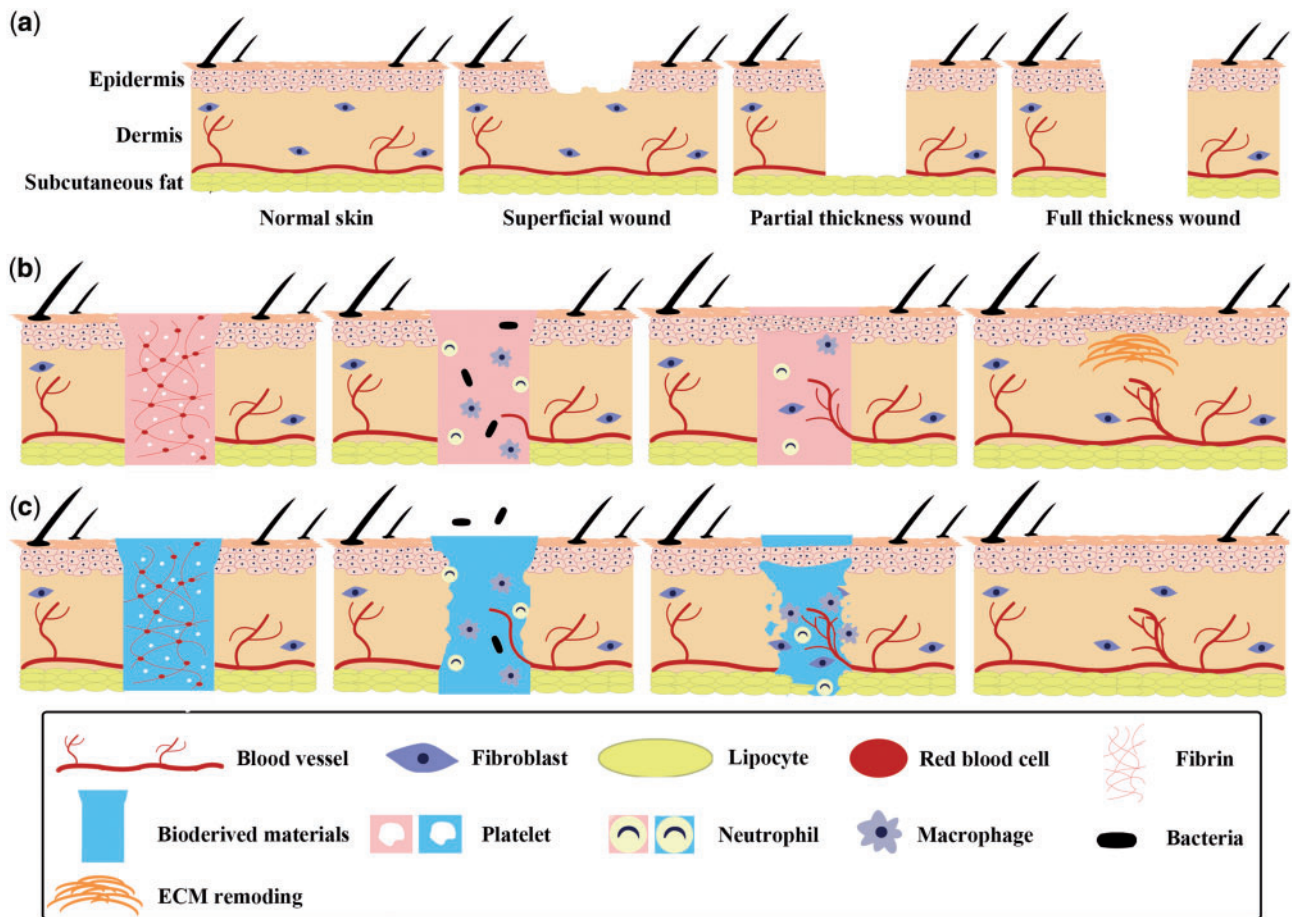 (a)
Epidermis
Dermis
Subcutaneous fat
Normal skin Superficial wound Partial thickness wound Full thickness wound
(b)
(c)
Blood vessel Fibroblast Lipocyte Red blood cell Fibrin
Bioderived materials Platelet Neutrophil Macrophage Bacteria
ECM remoding